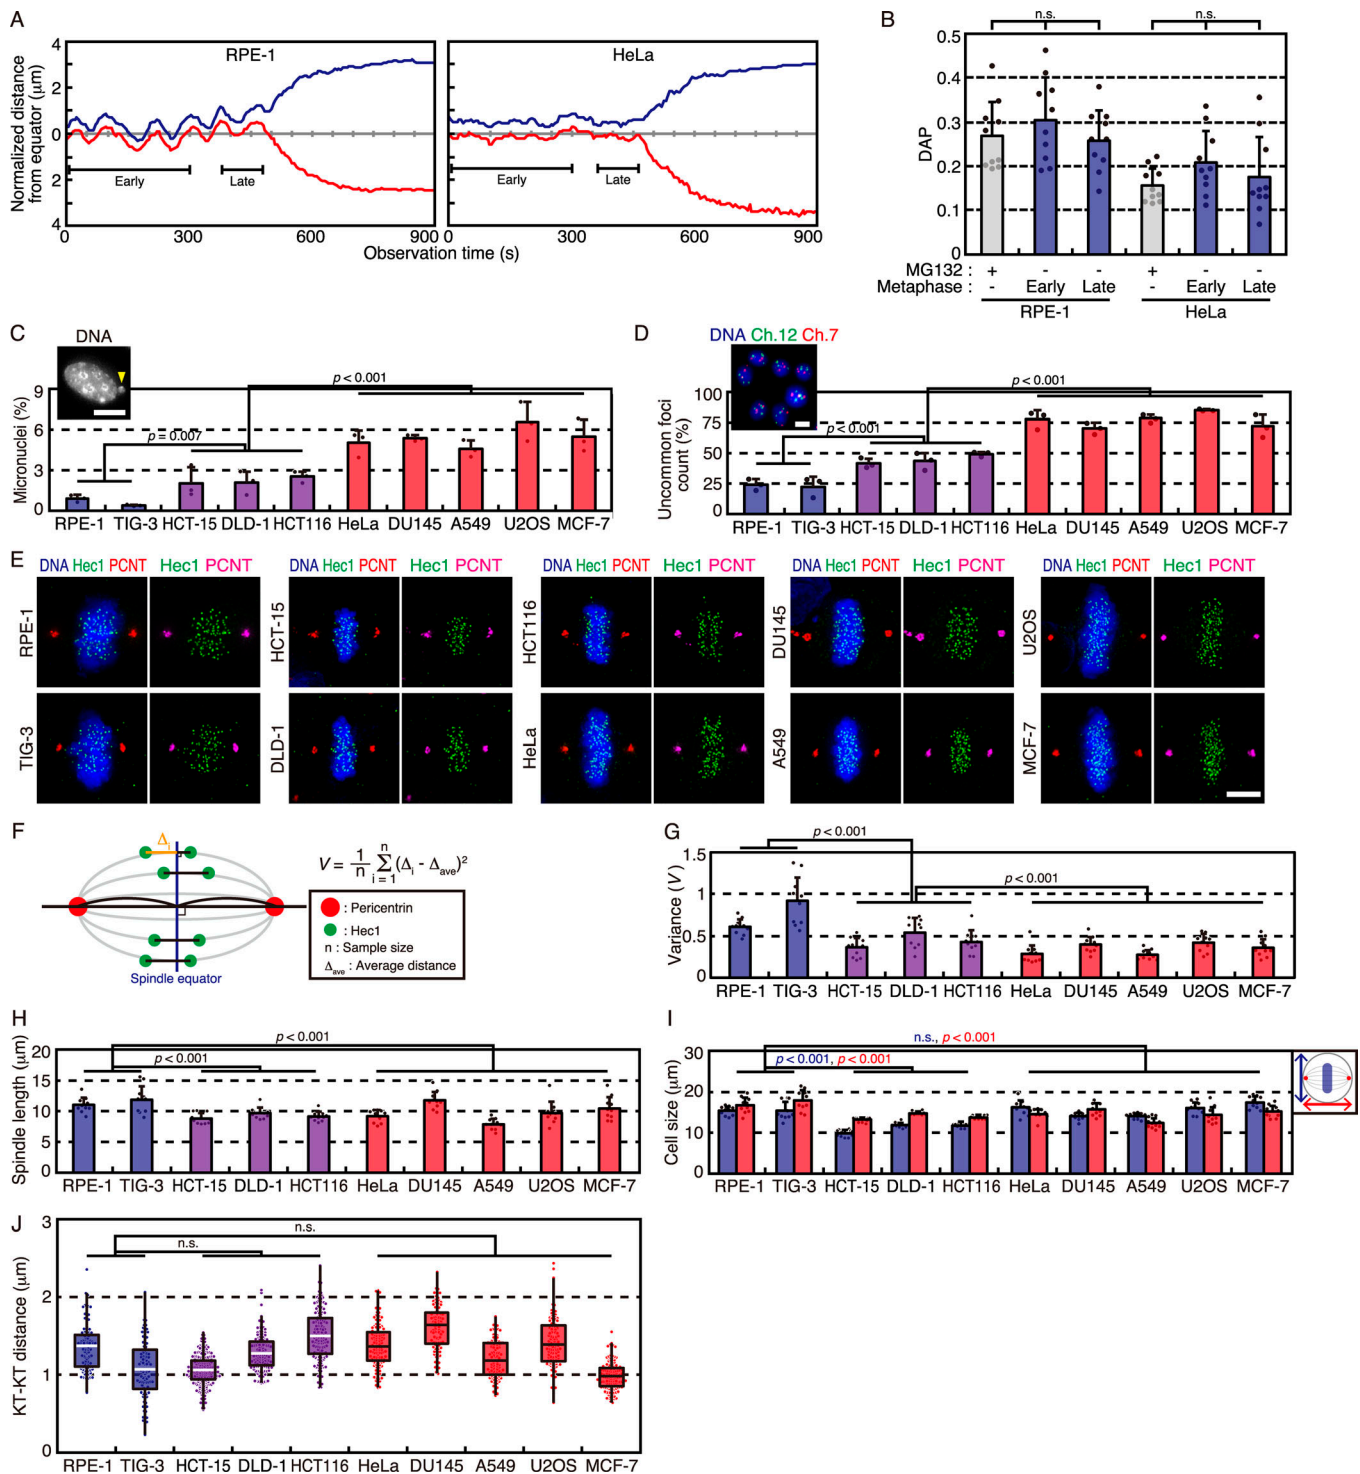 A
RPE-1
HeLa
Normalized distance
from equator (μm)
4
2
0
2
4
Early
Late
Early
Late
0
300
600
900
0
300
600
900
Observation time (s)
B
n.s.
n.s.
DAP
0.5
0.4
0.3
0.2
0.1
0
MG132 : + - - + - -
Metaphase : - Early Late - Early Late
RPE-1
HeLa
C
DNA
Micronuclei (%)
9
6
3
0
p = 0.007
p < 0.001
RPE-1 TIG-3 HCT-15 DLD-1 HCT116 HeLa DU145 A549 U2OS MCF-7
D
DNA Ch.12 Ch.7
Uncommon foci
count (%)
100
75
50
25
0
p < 0.001
p < 0.001
RPE-1 TIG-3 HCT-15 DLD-1 HCT116 HeLa DU145 A549 U2OS MCF-7
E
DNA Hec1 PCNT Hec1 PCNT DNA Hec1 PCNT Hec1 PCNT DNA Hec1 PCNT Hec1 PCNT DNA Hec1 PCNT Hec1 PCNT DNA Hec1 PCNT Hec1 PCNT
RPE-1
HCT-15
HCT116
DU145
U2OS
TIG-3
DLD-1
HeLa
A549
MCF-7
F
Δi
Spindle equator
V = 1/n Σ i = 1 n (Δi - Δave)²
: Pericentrin
: Hec1
n : Sample size
Δave : Average distance
G
Variance (V)
1.5
1
0.5
0
p < 0.001
p < 0.001
RPE-1 TIG-3 HCT-15 DLD-1 HCT116 HeLa DU145 A549 U2OS MCF-7
H
Spindle length (μm)
20
15
10
5
0
p < 0.001
p < 0.001
RPE-1 TIG-3 HCT-15 DLD-1 HCT116 HeLa DU145 A549 U2OS MCF-7
I
Cell size (μm)
30
20
10
0
n.s., p < 0.001
p < 0.001, p < 0.001
RPE-1 TIG-3 HCT-15 DLD-1 HCT116 HeLa DU145 A549 U2OS MCF-7
J
KT-KT distance (μm)
3
2
1
0
n.s.
n.s.
RPE-1 TIG-3 HCT-15 DLD-1 HCT116 HeLa DU145 A549 U2OS MCF-7